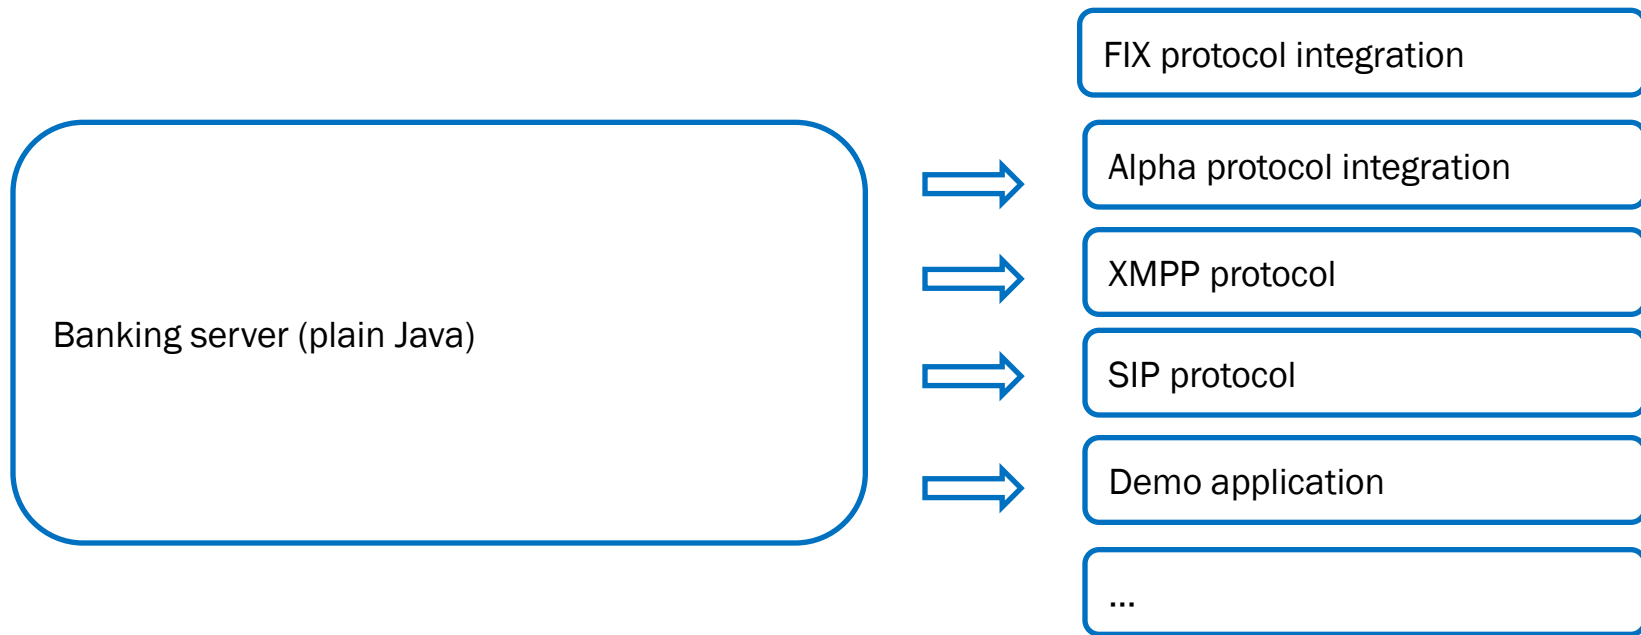 FIX protocol integration
Alpha protocol integration
XMPP protocol
Banking server (plain Java)
SIP protocol
Demo application
...